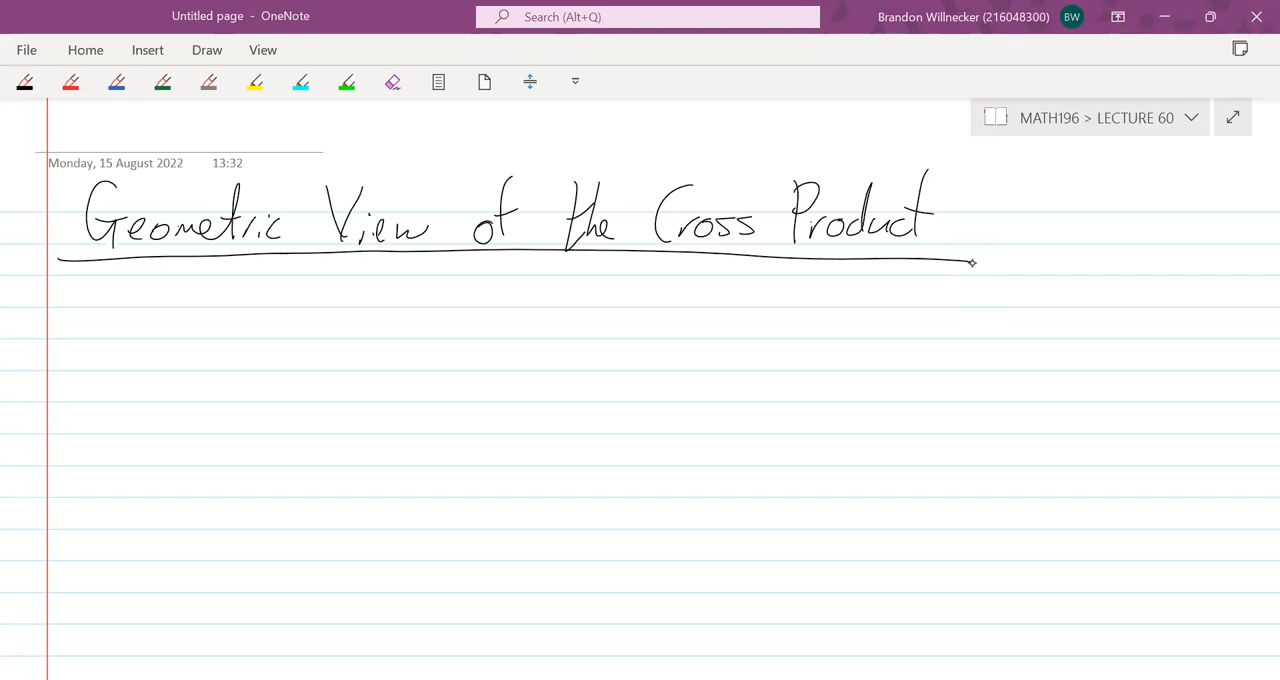 Untitled page - OneNote
Search (Alt+Q)
Brandon Willnecker (216048300)
BW
File Home Insert Draw View
MATH196 > LECTURE 60
Monday, 15 August 2022 13:32
Geometric View of the Cross Product